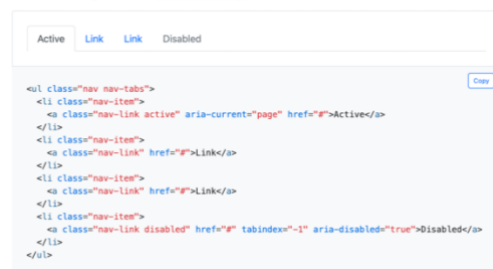 Active Link Link Disabled
Copy
<ul class="nav nav-tabs">
  <li class="nav-item">
    <a class="nav-link active" aria-current="page" href="#">Active</a>
  </li>
  <li class="nav-item">
    <a class="nav-link" href="#">Link</a>
  </li>
  <li class="nav-item">
    <a class="nav-link" href="#">Link</a>
  </li>
  <li class="nav-item">
    <a class="nav-link disabled" href="#" tabindex="-1" aria-disabled="true">Disabled</a>
  </li>
</ul>